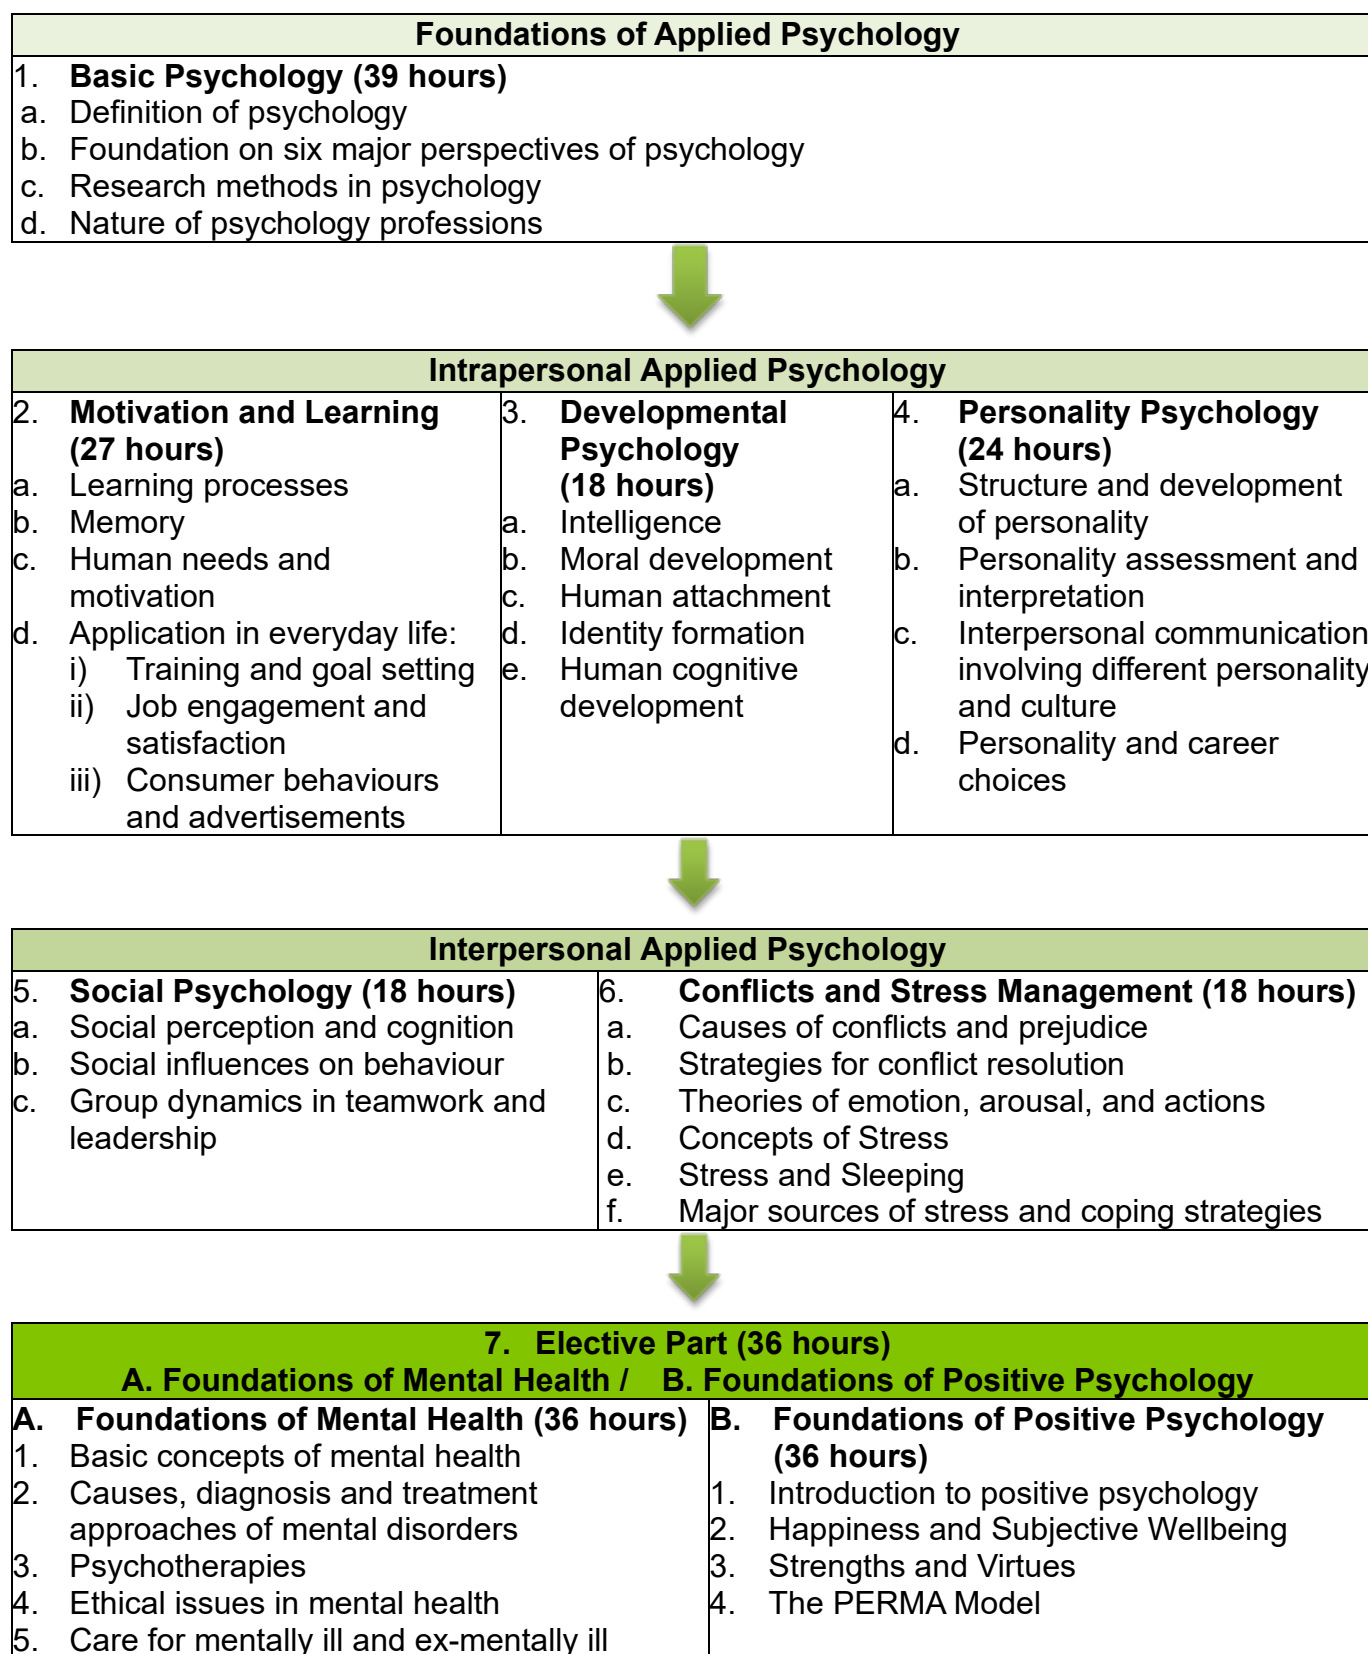 Foundations of Applied Psychology
1. Basic Psychology (39 hours)
a. Definition of psychology
b. Foundation on six major perspectives of psychology
c. Research methods in psychology
d. Nature of psychology professions
Intrapersonal Applied Psychology
2. Motivation and Learning
(27 hours)
a. Learning processes
b. Memory
c. Human needs and
motivation
d. Application in everyday life:
i) Training and goal setting
ii) Job engagement and
satisfaction
iii) Consumer behaviours
and advertisements
3. Developmental
Psychology
(18 hours)
a. Intelligence
b. Moral development
c. Human attachment
d. Identity formation
e. Human cognitive
development
4. Personality Psychology
(24 hours)
a. Structure and development
of personality
b. Personality assessment and
interpretation
c. Interpersonal communication
involving different personality
and culture
d. Personality and career
choices
Interpersonal Applied Psychology
5. Social Psychology (18 hours)
a. Social perception and cognition
b. Social influences on behaviour
c. Group dynamics in teamwork and
leadership
6. Conflicts and Stress Management (18 hours)
a. Causes of conflicts and prejudice
b. Strategies for conflict resolution
c. Theories of emotion, arousal, and actions
d. Concepts of Stress
e. Stress and Sleeping
f. Major sources of stress and coping strategies
7. Elective Part (36 hours)
A. Foundations of Mental Health / B. Foundations of Positive Psychology
A. Foundations of Mental Health (36 hours)
1. Basic concepts of mental health
2. Causes, diagnosis and treatment
approaches of mental disorders
3. Psychotherapies
4. Ethical issues in mental health
5. Care for mentally ill and ex-mentally ill
B. Foundations of Positive Psychology
(36 hours)
1. Introduction to positive psychology
2. Happiness and Subjective Wellbeing
3. Strengths and Virtues
4. The PERMA Model